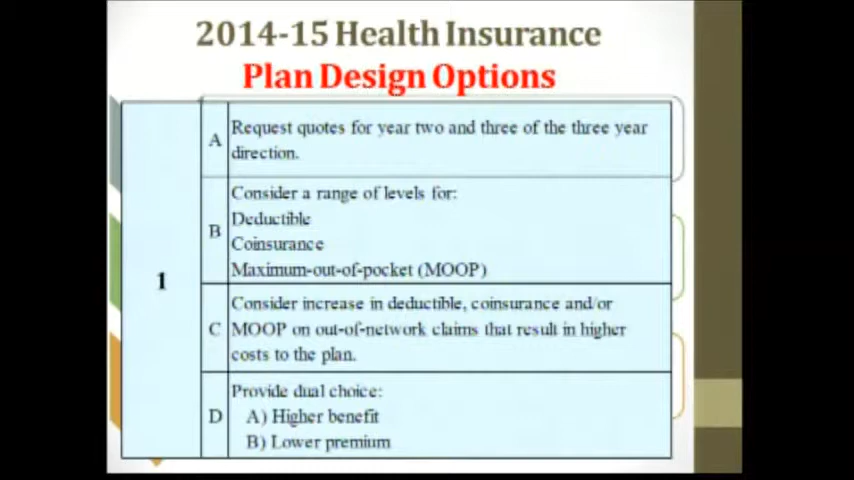 2014-15 Health Insurance
Plan Design Options
1
A
Request quotes for year two and three of the three year
direction.
B
Consider a range of levels for:
Deductible
Coinsurance
Maximum-out-of-pocket (MOOP)
C
Consider increase in deductible, coinsurance and/or
MOOP on out-of-network claims that result in higher
costs to the plan.
D
Provide dual choice:
A) Higher benefit
B) Lower premium